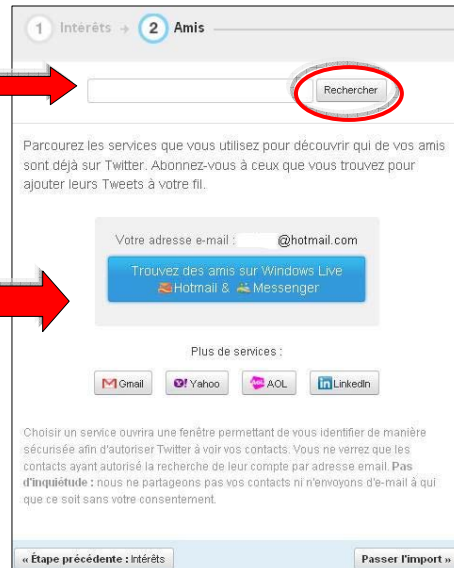 1 Intérêts → 2 Amis
Rechercher
Parcourez les services que vous utilisez pour découvrir qui de vos amis
sont déjà sur Twitter. Abonnez-vous à ceux que vous trouvez pour
ajouter leurs Tweets à votre fil.
Votre adresse e-mail : @hotmail.com
Trouvez des amis sur Windows Live
Hotmail & Messenger
Plus de services :
Gmail Yahoo AOL LinkedIn
Choisir un service ouvrira une fenêtre permettant de vous identifier de manière
sécurisée afin d'autoriser Twitter à voir vos contacts. Vous ne verrez que les
contacts ayant autorisé la recherche de leur compte par adresse email. Pas
d'inquiétude : nous ne partageons pas vos contacts ni n'envoyons d'e-mail à qui
que ce soit sans votre consentement.
« Étape précédente : Intérêts Passer l'import »